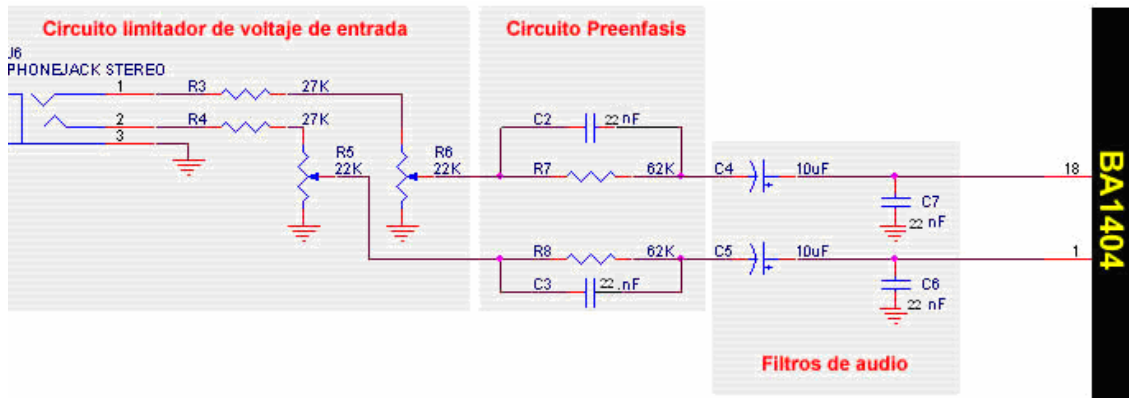 Circuito limitador de voltaje de entrada
Circuito Preenfasis
J6
PHONEJACK STEREO
1
R3
27K
2
R4
27K
3
R5
22K
R6
22K
C2
22 nF
R7
62K
C4
10uF
18
C7
22 nF
R8
62K
C5
10uF
1
C3
22 .nF
C6
22 nF
BA1404
Filtros de audio